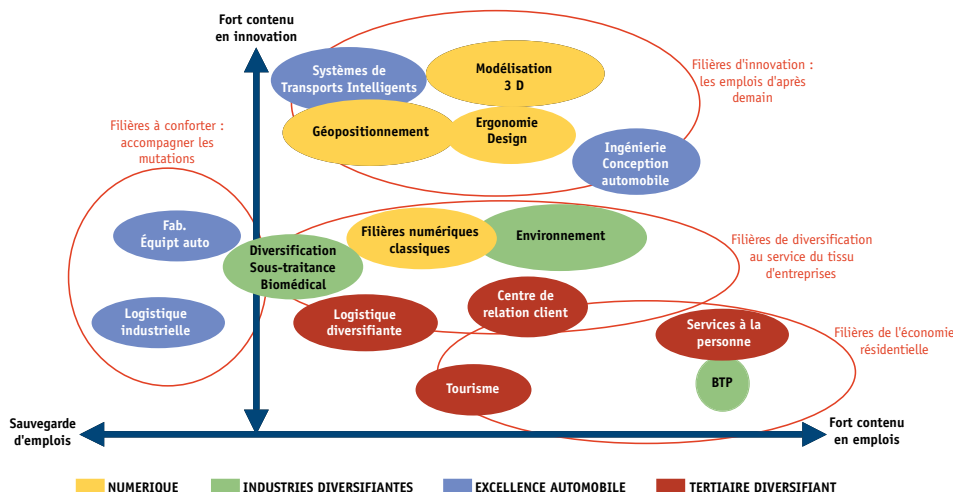 Fort contenu
en innovation
Systèmes de
Transports Intelligents
Modélisation
3 D
Filières d'innovation :
les emplois d'après
demain
Géopositionnement
Ergonomie
Design
Ingénierie
Conception
automobile
Filières à conforter :
accompagner les
mutations
Fab.
Équipt auto
Diversification
Sous-traitance
Biomédical
Filières numériques
classiques
Environnement
Filières de diversification
au service du tissu
d'entreprises
Logistique
industrielle
Logistique
diversifiante
Centre de
relation client
Services à la
personne
Filières de l'économie
résidentielle
Tourisme
BTP
Sauvegarde
d'emplois
Fort contenu
en emplois
NUMERIQUE
INDUSTRIES DIVERSIFIANTES
EXCELLENCE AUTOMOBILE
TERTIAIRE DIVERSIFIANT